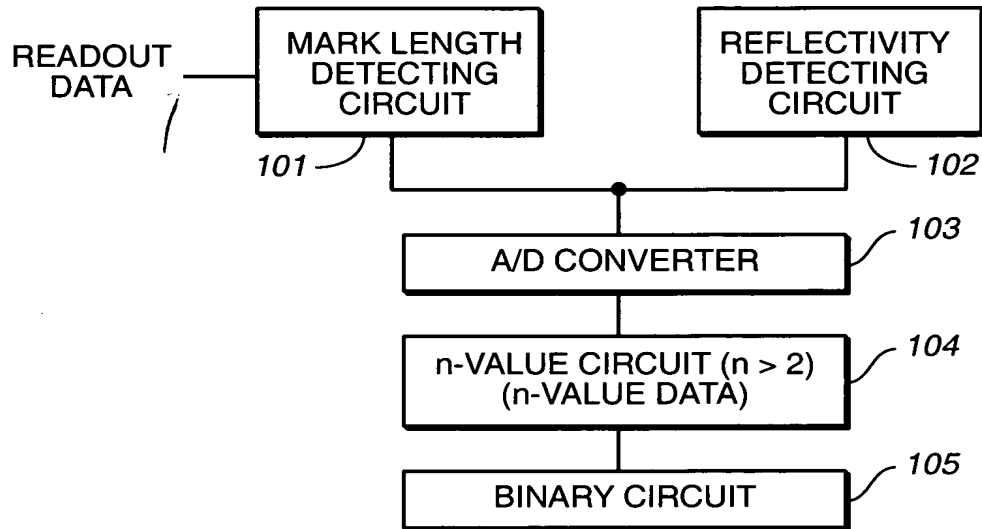 READOUT
DATA
MARK LENGTH
DETECTING
CIRCUIT
101
REFLECTIVITY
DETECTING
CIRCUIT
102
A/D CONVERTER
103
n-VALUE CIRCUIT (n > 2)
(n-VALUE DATA)
104
BINARY CIRCUIT
105